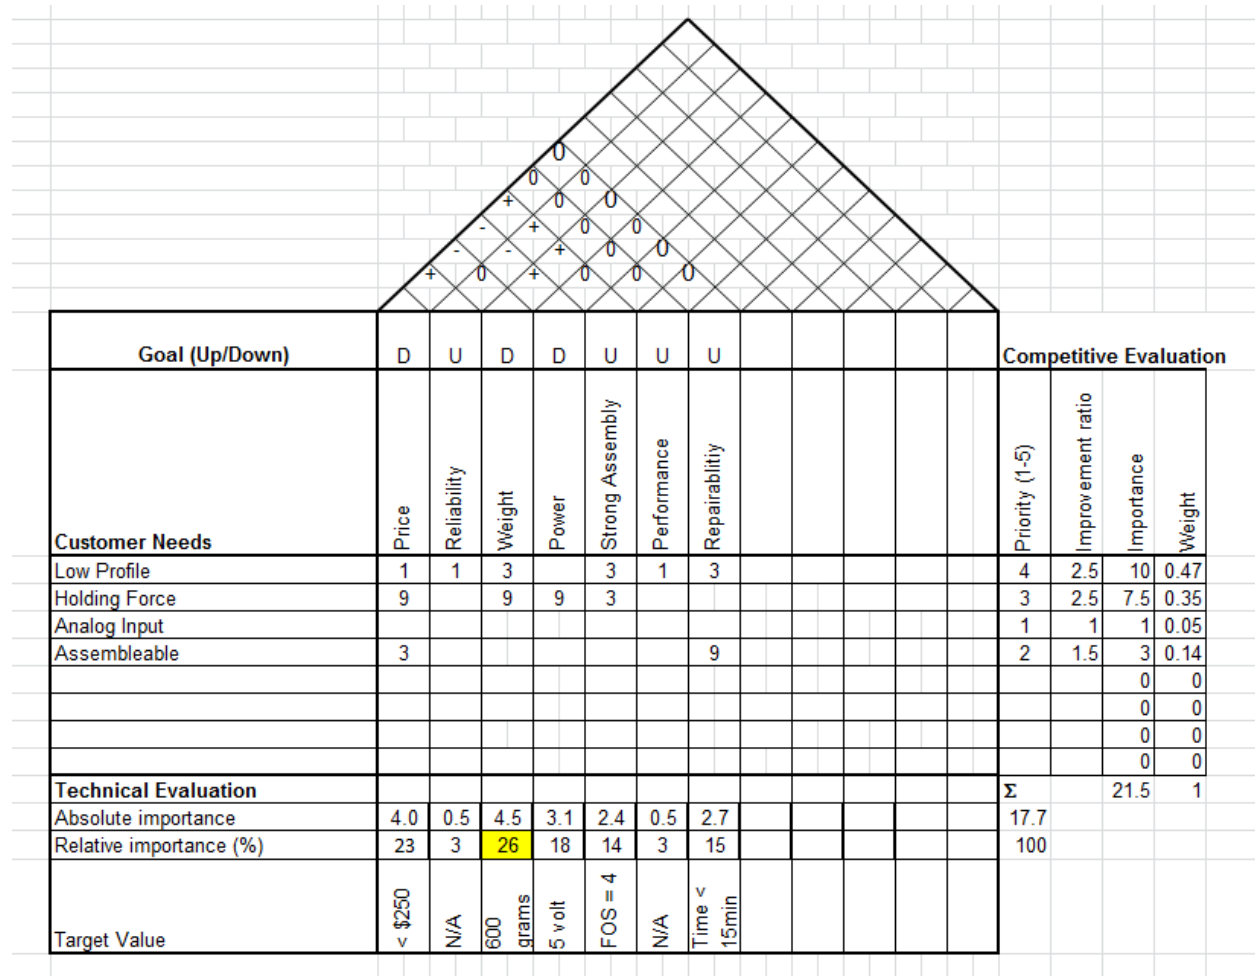 U
0 0
+ 0 U
- + 0 0
- - + 0 U
+ 0 + 0 0 U
Goal (Up/Down) D U D D U U U Competitive Evaluation
Customer Needs Price Reliability Weight Power Strong Assembly Performance Repairablitiy Priority (1-5) Improvement ratio Importance Weight
Low Profile 1 1 3 3 1 3 4 2.5 10 0.47
Holding Force 9 9 9 3 3 2.5 7.5 0.35
Analog Input 1 1 1 0.05
Assembleable 3 9 2 1.5 3 0.14
0 0
0 0
0 0
0 0
Technical Evaluation Σ 21.5 1
Absolute importance 4.0 0.5 4.5 3.1 2.4 0.5 2.7 17.7
Relative importance (%) 23 3 26 18 14 3 15 100
Target Value < $250 N/A 600 grams 5 volt FOS = 4 N/A Time < 15min